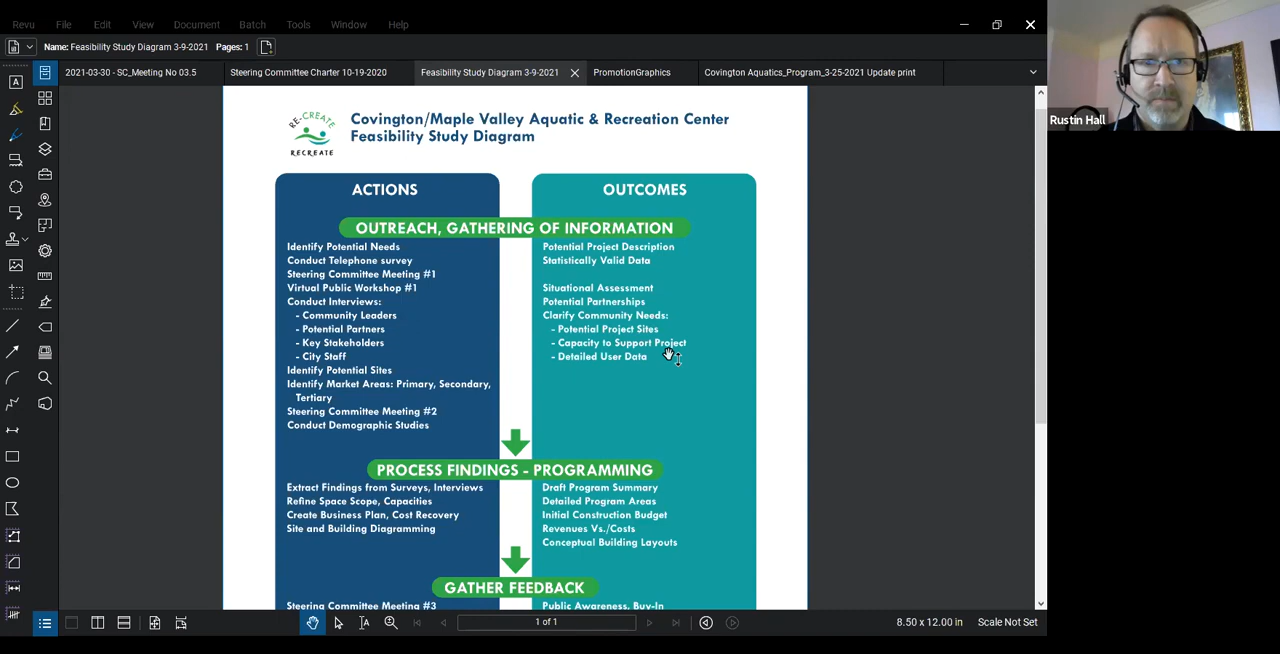 Revu File Edit View Document Batch Tools Window Help
Name: Feasibility Study Diagram 3-9-2021 Pages: 1
2021-03-30 - SC_Meeting No 03.5
Steering Committee Charter 10-19-2020
Feasibility Study Diagram 3-9-2021
PromotionGraphics
Covington Aquatics_Program_3-25-2021 Update print
Rustin Hall
RE-CREATE
RECREATE
Covington/Maple Valley Aquatic & Recreation Center
Feasibility Study Diagram
ACTIONS
OUTCOMES
OUTREACH, GATHERING OF INFORMATION
Identify Potential Needs
Conduct Telephone survey
Steering Committee Meeting #1
Virtual Public Workshop #1
Conduct Interviews:
- Community Leaders
- Potential Partners
- Key Stakeholders
- City Staff
Identify Potential Sites
Identify Market Areas: Primary, Secondary,
Tertiary
Steering Committee Meeting #2
Conduct Demographic Studies
Potential Project Description
Statistically Valid Data
Situational Assessment
Potential Partnerships
Clarify Community Needs:
- Potential Project Sites
- Capacity to Support Project
- Detailed User Data
PROCESS FINDINGS - PROGRAMMING
Extract Findings from Surveys, Interviews
Refine Space Scope, Capacities
Create Business Plan, Cost Recovery
Site and Building Diagramming
Draft Program Summary
Detailed Program Areas
Initial Construction Budget
Revenues Vs./Costs
Conceptual Building Layouts
GATHER FEEDBACK
Steering Committee Meeting #3
Public Awareness, Buy-In
1 of 1
8.50 x 12.00 in
Scale Not Set